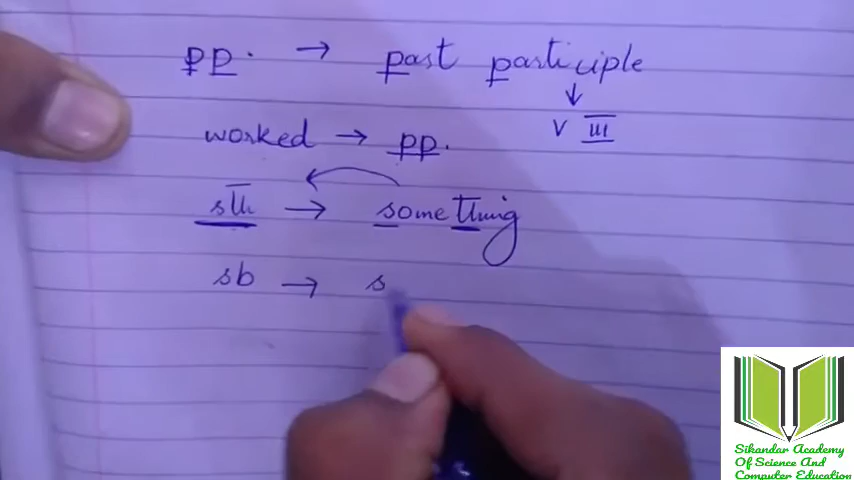 pp. → past participle
↓
V III
worked → pp.
sth → something
sb → s
Sikandar Academy
Of Science And
Computer Education